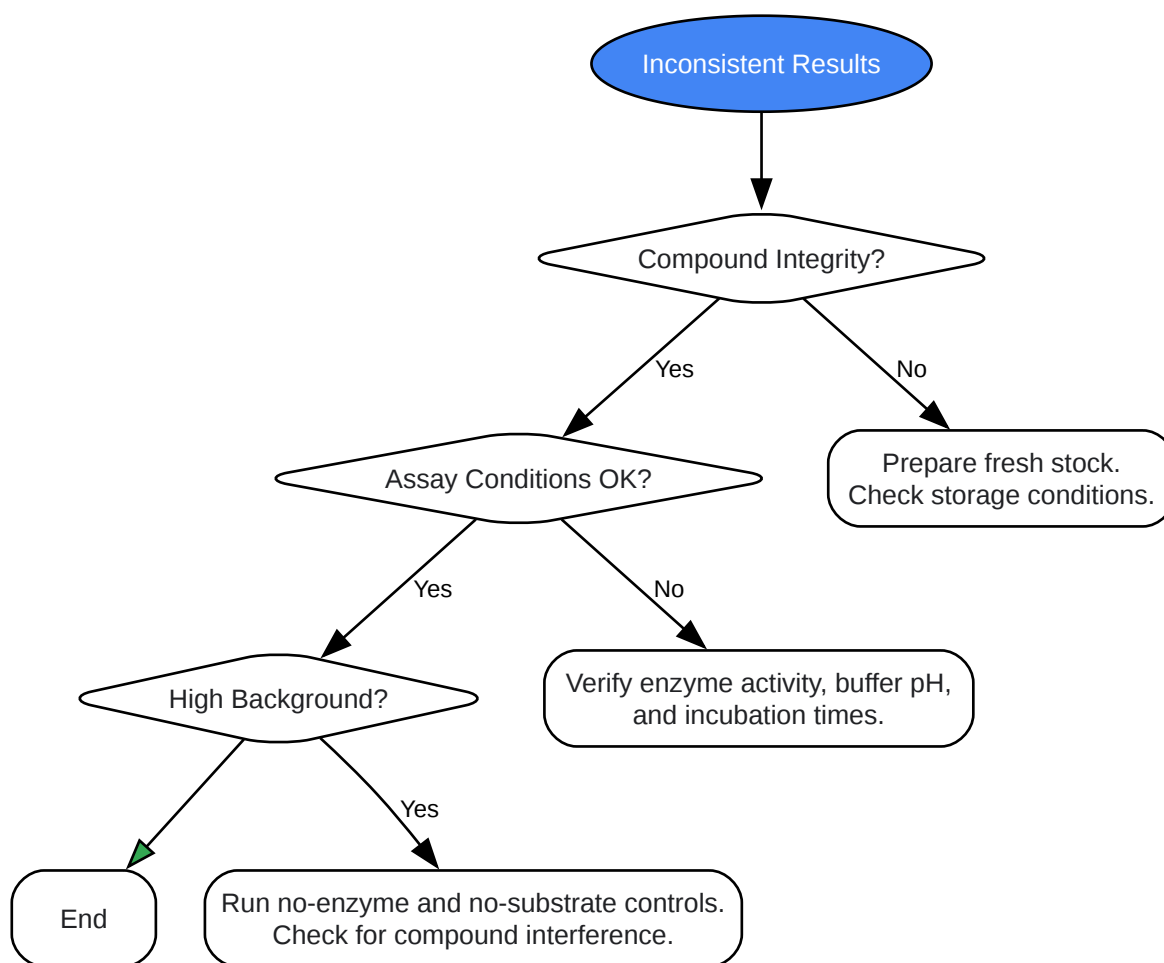 Inconsistent Results
Compound Integrity?
Yes
No
Assay Conditions OK?
Prepare fresh stock.
Check storage conditions.
Yes
No
High Background?
Verify enzyme activity, buffer pH,
and incubation times.
Yes
End
Run no-enzyme and no-substrate controls.
Check for compound interference.